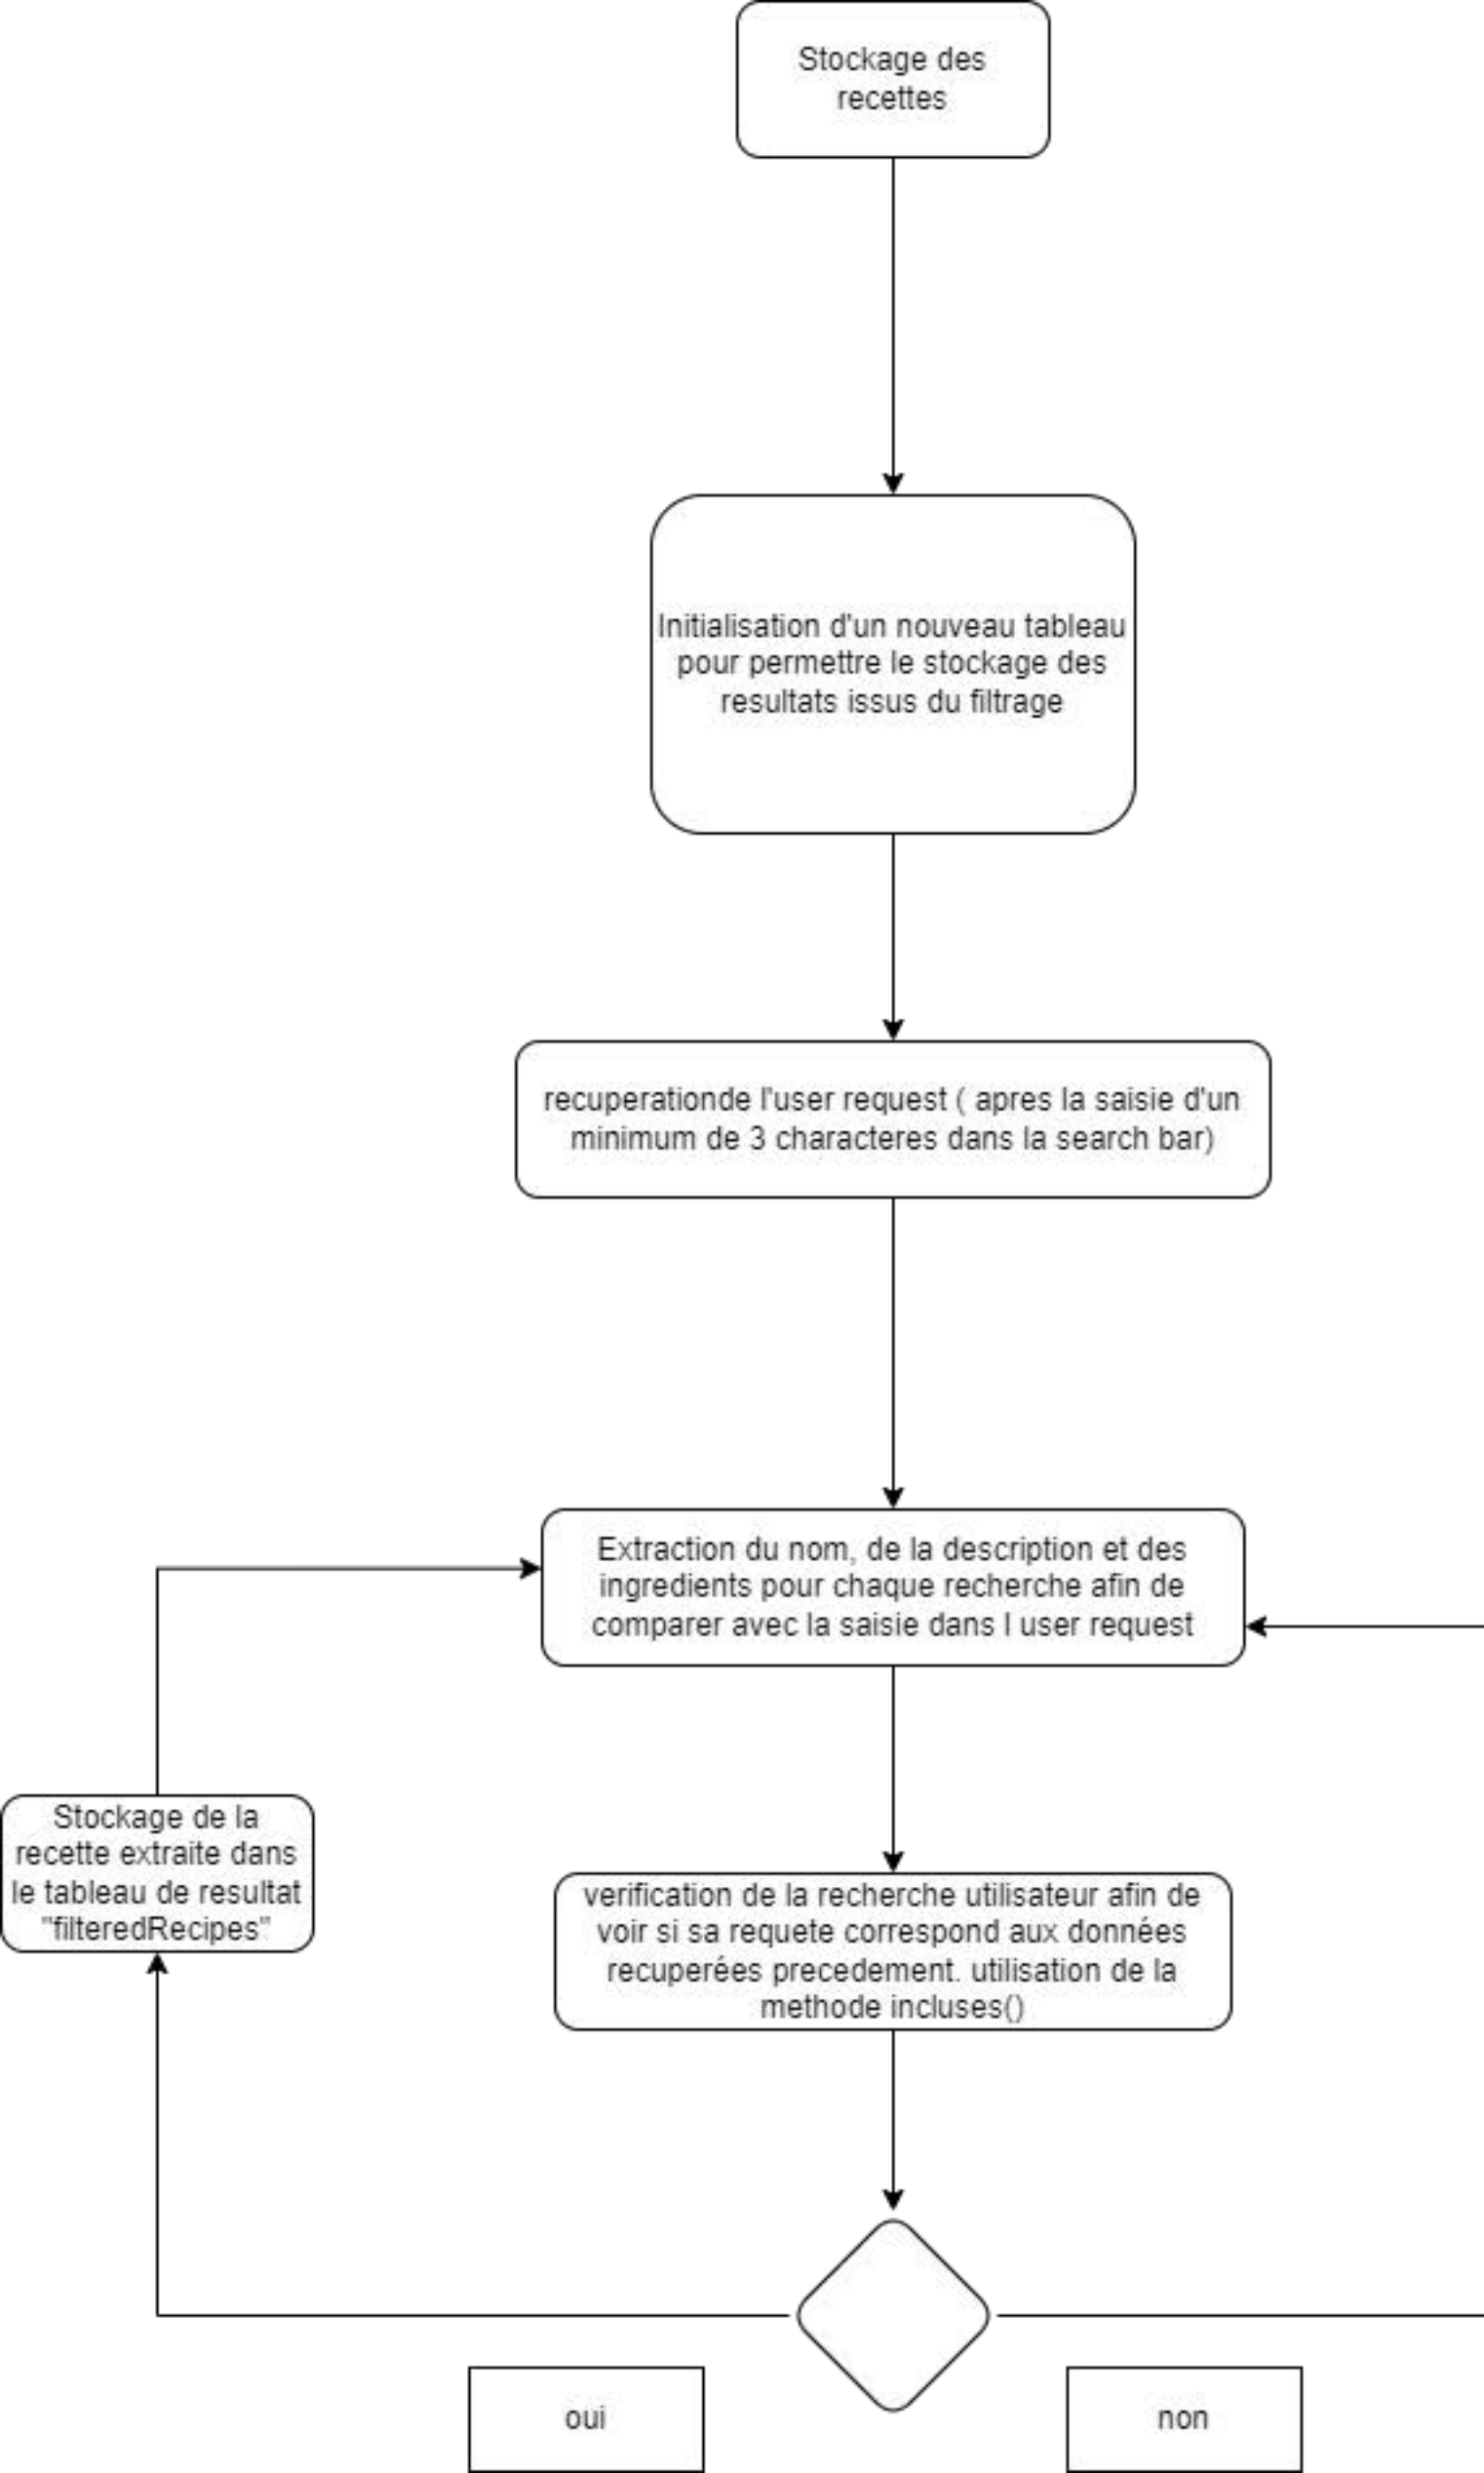 Stockage des
recettes
Initialisation d'un nouveau tableau
pour permettre le stockage des
resultats issus du filtrage
recuperationde l'user request ( apres la saisie d'un
minimum de 3 characteres dans la search bar)
Extraction du nom, de la description et des
ingredients pour chaque recherche afin de
comparer avec la saisie dans l user request
Stockage de la
recette extraite dans
le tableau de resultat
"filteredRecipes"
verification de la recherche utilisateur afin de
voir si sa requete correspond aux données
recuperées precedement. utilisation de la
methode incluses()
oui
non